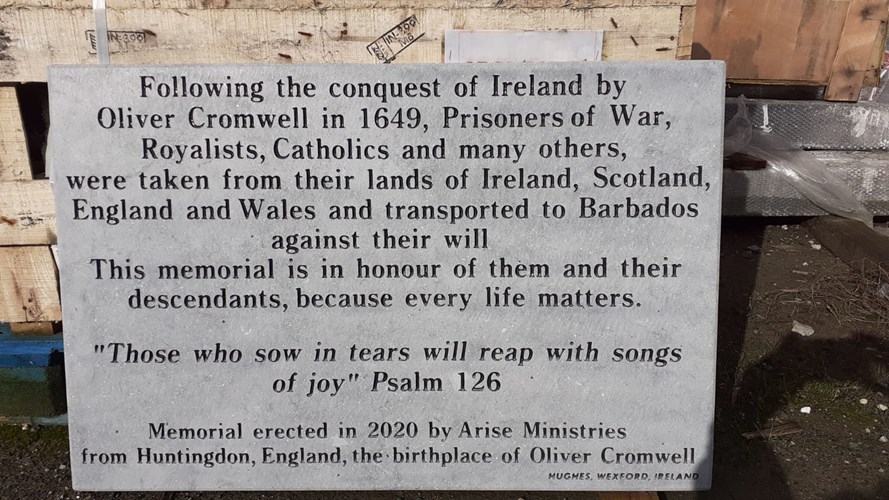 Following the conquest of Ireland by
Oliver Cromwell in 1649, Prisoners of War,
Royalists, Catholics and many others,
were taken from their lands of Ireland, Scotland,
England and Wales and transported to Barbados
against their will
This memorial is in honour of them and their
descendants, because every life matters.
"Those who sow in tears will reap with songs
of joy" Psalm 126
Memorial erected in 2020 by Arise Ministries
from Huntingdon, England, the birthplace of Oliver Cromwell
HUGHES, WEXFORD, IRELAND